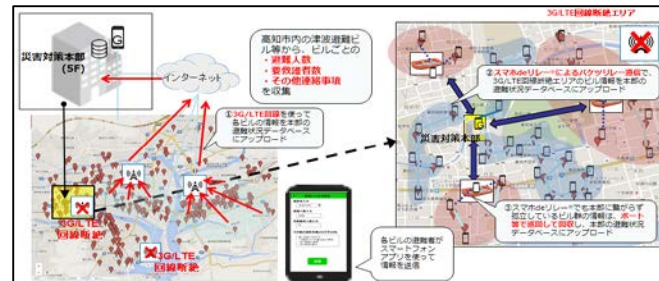 災害対策本部
(5F)
インターネット
高知市内の津波避難ビ
ル等から、ビルごとの
・避難人数
・要救護者数
・その他連絡事項
を収集
①3G/LTE回線を使って
各ビルの情報を本部の
避難状況データベース
にアップロード
3G/LTE
回線断絶
3G/LTE
回線断絶
各ビルの避難者が
スマートフォン
アプリを使って
情報を送信
3G/LTE回線断絶エリア
②スマホdeリレー®によるバケツリレー通信で、
3G/LTE回線断絶エリアのビル情報を本部の
避難状況データベースにアップロード
災害対策本部
③スマホdeリレー®でも本部に繋がらず
孤立しているビル群の情報は、ボート
等で巡回して回収し、本部の避難状況
データベースにアップロード